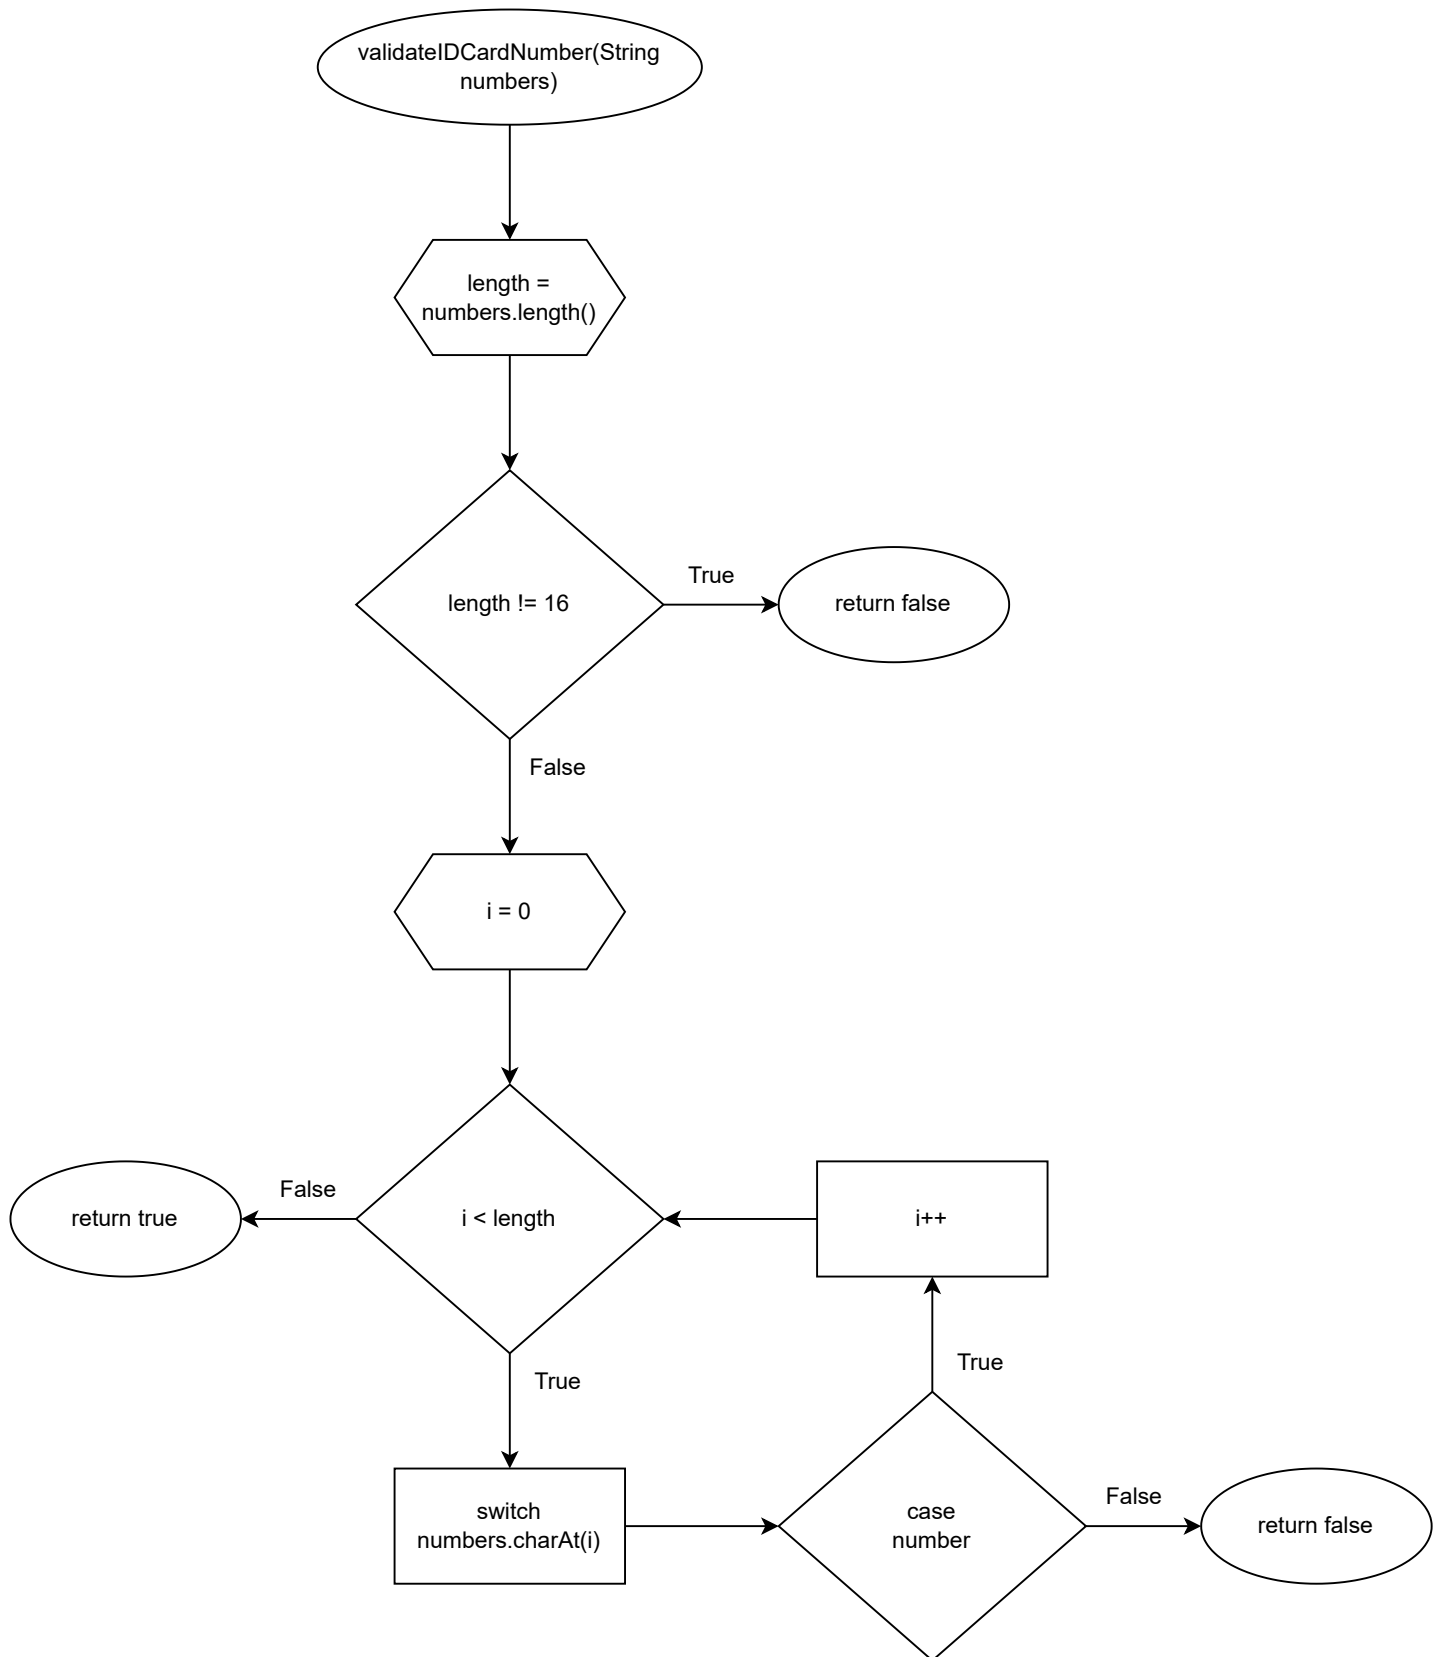 validateIDCardNumber(String
numbers)
length =
numbers.length()
length != 16
True
return false
False
i = 0
return true
False
i < length
i++
True
True
switch
numbers.charAt(i)
case
number
False
return false